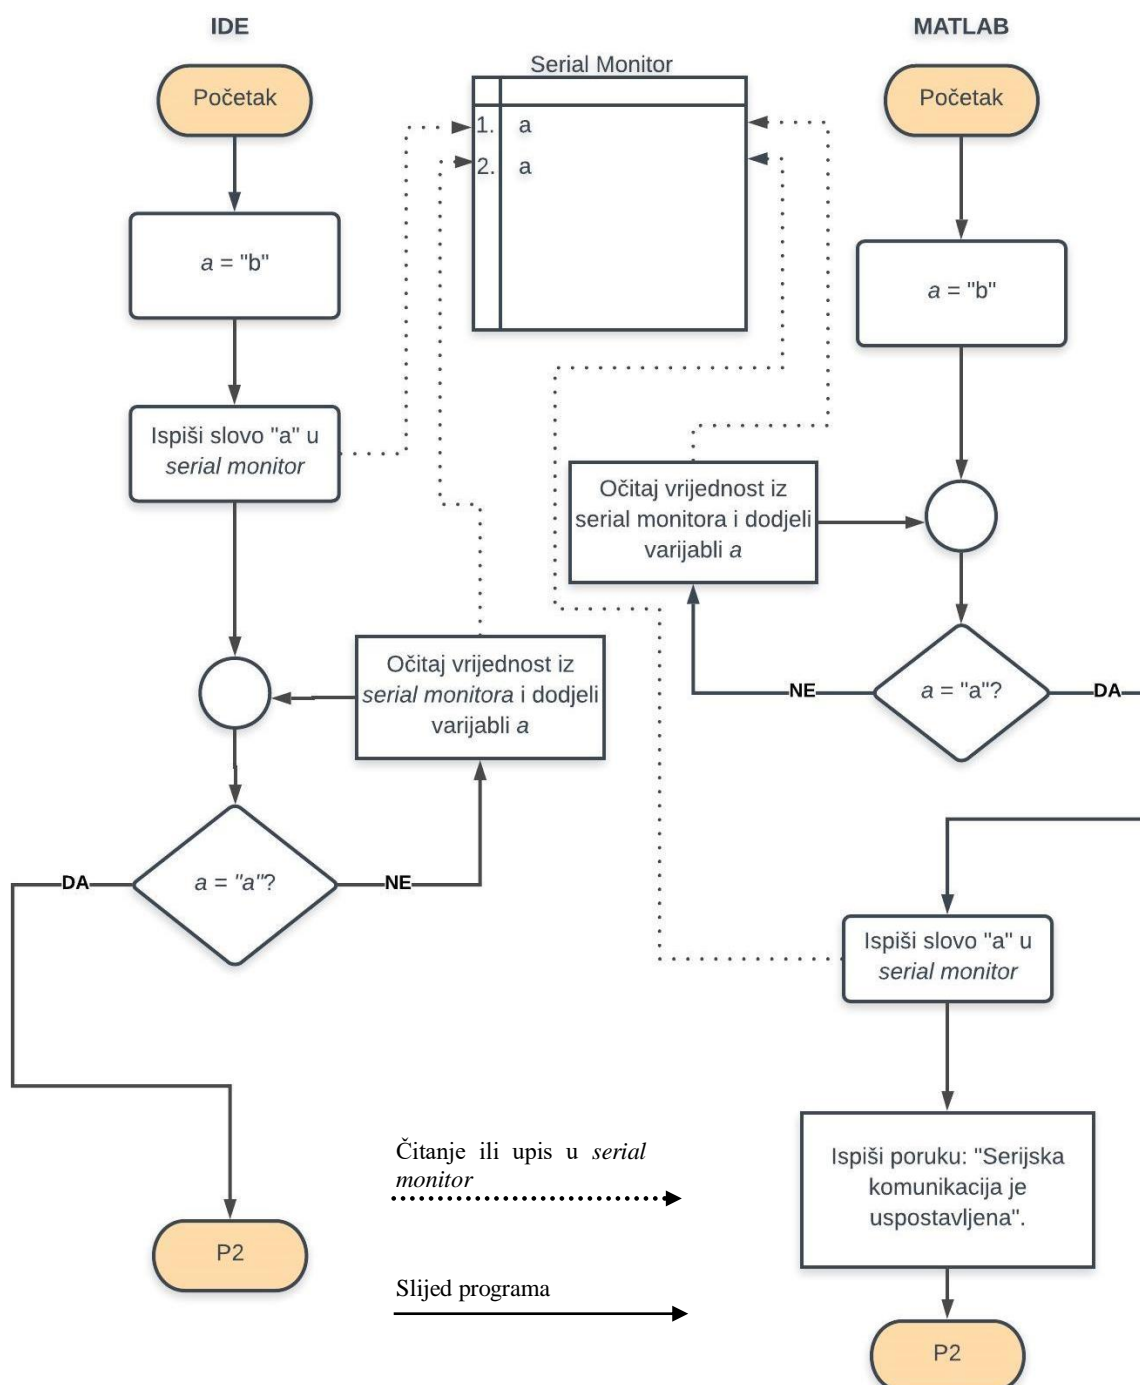 IDE
Početak
a = "b"
Ispiši slovo "a" u
serial monitor
Očitaj vrijednost iz
serial monitora i dodjeli
varijabli a
a = "a"?
DA
NE
P2
Serial Monitor
1. a
2. a
MATLAB
Početak
a = "b"
Očitaj vrijednost iz
serial monitora i dodjeli
varijabli a
a = "a"?
NE
DA
Ispiši slovo "a" u
serial monitor
Ispiši poruku: "Serijska
komunikacija je
uspostavljena".
P2
Čitanje ili upis u serial
monitor
Slijed programa